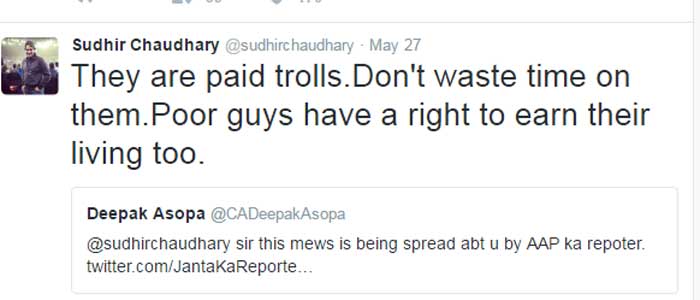 Sudhir Chaudhary @sudhirchaudhary · May 27
They are paid trolls.Don't waste time on
them.Poor guys have a right to earn their
living too.
Deepak Asopa @CADeepakAsopa
@sudhirchaudhary sir this mews is being spread abt u by AAP ka repoter.
twitter.com/JantaKaReporte…